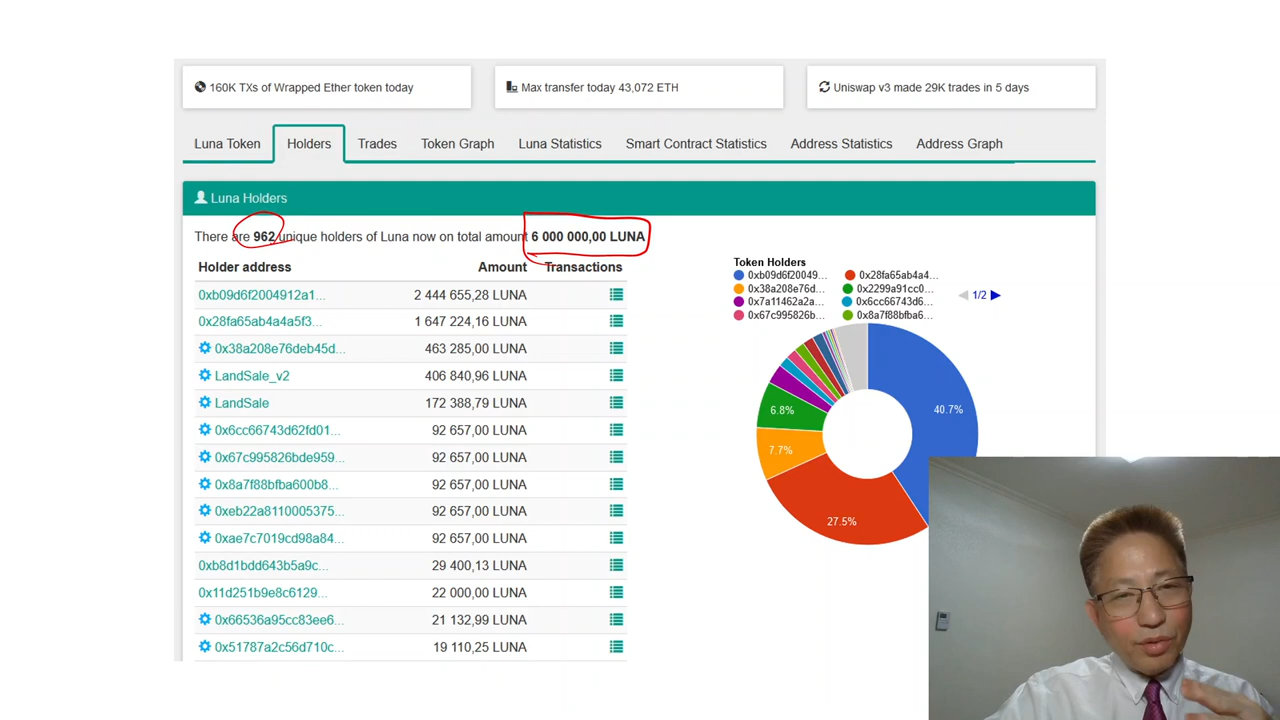 160K TXs of Wrapped Ether token today
Max transfer today 43,072 ETH
Uniswap v3 made 29K trades in 5 days
Luna Token Holders Trades Token Graph Luna Statistics Smart Contract Statistics Address Statistics Address Graph
Luna Holders
There are 962 unique holders of Luna now on total amount 6 000 000,00 LUNA
Holder address Amount Transactions
0xb09d6f2004912a1... 2 444 655,28 LUNA
0x28fa65ab4a4a5f3... 1 647 224,16 LUNA
0x38a208e76deb45d... 463 285,00 LUNA
LandSale_v2 406 840,96 LUNA
LandSale 172 388,79 LUNA
0x6cc66743d62fd01... 92 657,00 LUNA
0x67c995826bde959... 92 657,00 LUNA
0x8a7f88bfba600b8... 92 657,00 LUNA
0xeb22a8110005375... 92 657,00 LUNA
0xae7c7019cd98a84... 92 657,00 LUNA
0xb8d1bdd643b5a9c... 29 400,13 LUNA
0x11d251b9e8c6129... 22 000,00 LUNA
0x66536a95cc83ee6... 21 132,99 LUNA
0x51787a2c56d710c... 19 110,25 LUNA
Token Holders
0xb09d6f20049... 0x28fa65ab4a4...
0x38a208e76d... 0x2299a91cc0...
0x7a11462a2a... 0x6cc66743d6...
0x67c995826b... 0x8a7f88bfba6...
1/2
40.7%
6.8%
7.7%
27.5%